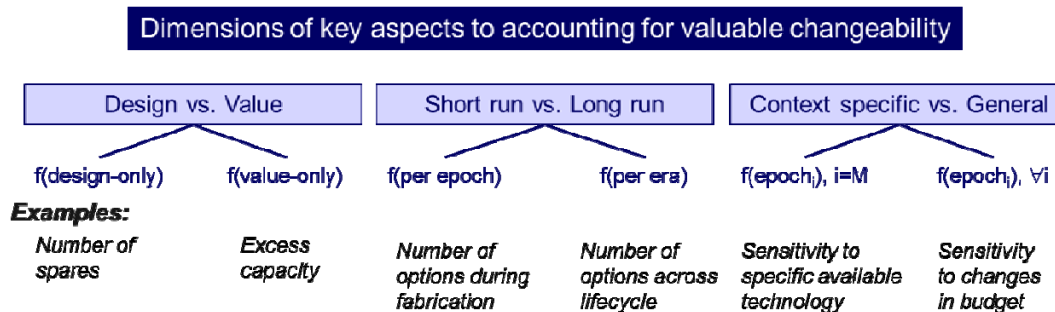 Dimensions of key aspects to accounting for valuable changeability
Design vs. Value
Short run vs. Long run
Context specific vs. General
f(design-only)
f(value-only)
f(per epoch)
f(per era)
f(epochᵢ), i=M
f(epochᵢ), ∀i
Examples:
Number of
spares
Excess
capacity
Number of
options during
fabrication
Number of
options across
lifecycle
Sensitivity to
specific available
technology
Sensitivity
to changes
in budget